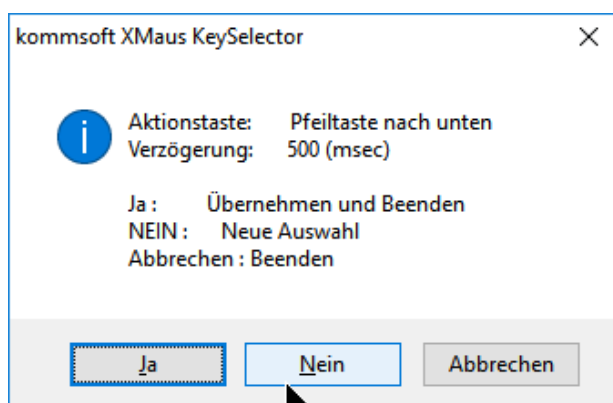 kommsoft XMaus KeySelector
Aktionstaste: Pfeiltaste nach unten
Verzögerung: 500 (msec)
Ja : Übernehmen und Beenden
NEIN : Neue Auswahl
Abbrechen : Beenden
Ja Nein Abbrechen